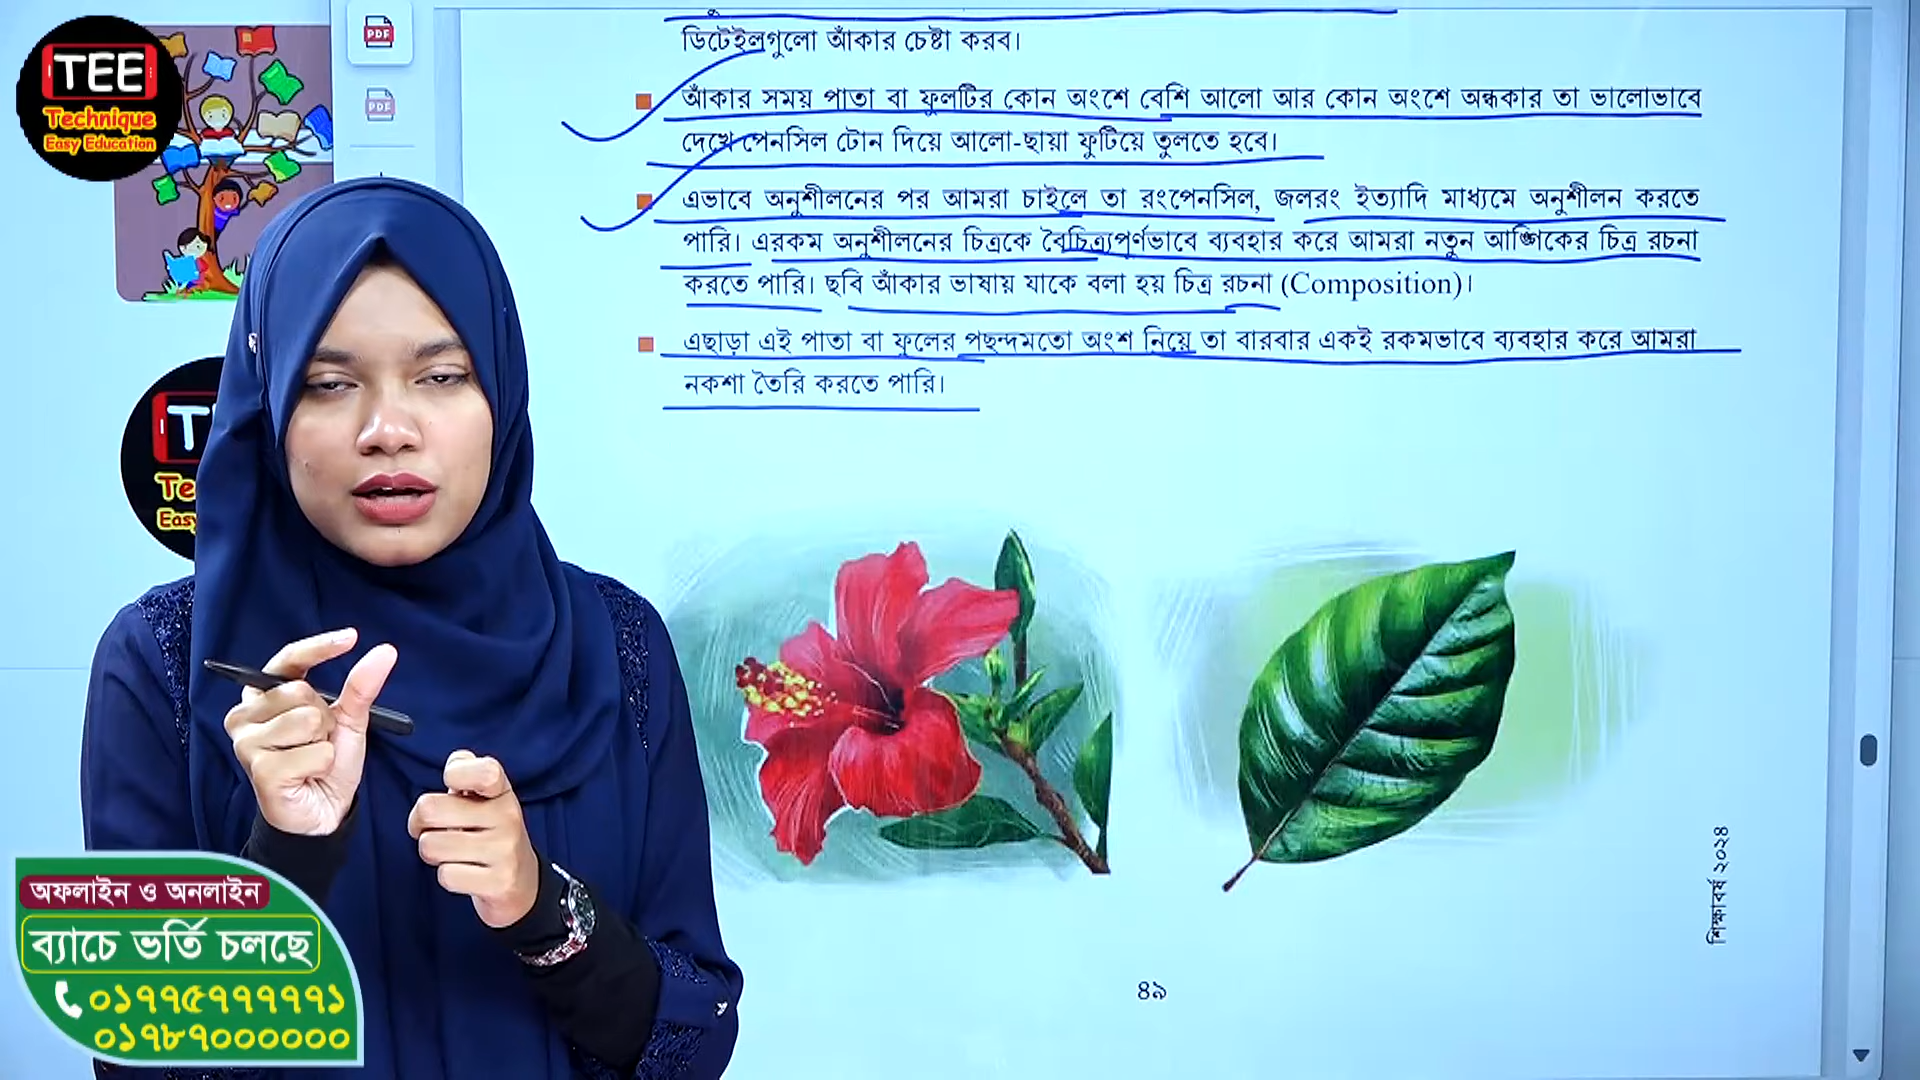 TEE
Technique
Easy Education
PDF
PDF
ডিটেইলগুলো আঁকার চেষ্টা করব।
আঁকার সময় পাতা বা ফুলটির কোন অংশে বেশি আলো আর কোন অংশে অন্ধকার তা ভালোভাবে
দেখে পেনসিল টোন দিয়ে আলো-ছায়া ফুটিয়ে তুলতে হবে।
এভাবে অনুশীলনের পর আমরা চাইলে তা রংপেনসিল, জলরং ইত্যাদি মাধ্যমে অনুশীলন করতে
পারি। এরকম অনুশীলনের চিত্রকে বৈচিত্র্যপূর্ণভাবে ব্যবহার করে আমরা নতুন আঙ্গিকের চিত্র রচনা
করতে পারি। ছবি আঁকার ভাষায় যাকে বলা হয় চিত্র রচনা (Composition)।
এছাড়া এই পাতা বা ফুলের পছন্দমতো অংশ নিয়ে তা বারবার একই রকমভাবে ব্যবহার করে আমরা
নকশা তৈরি করতে পারি।
শিক্ষাবর্ষ ২০২৪
৪৯
অফলাইন ও অনলাইন
ব্যাচে ভর্তি চলছে
০১৭৭৫৭৭৭৭৭১
০১৭৮৭০০০০০০